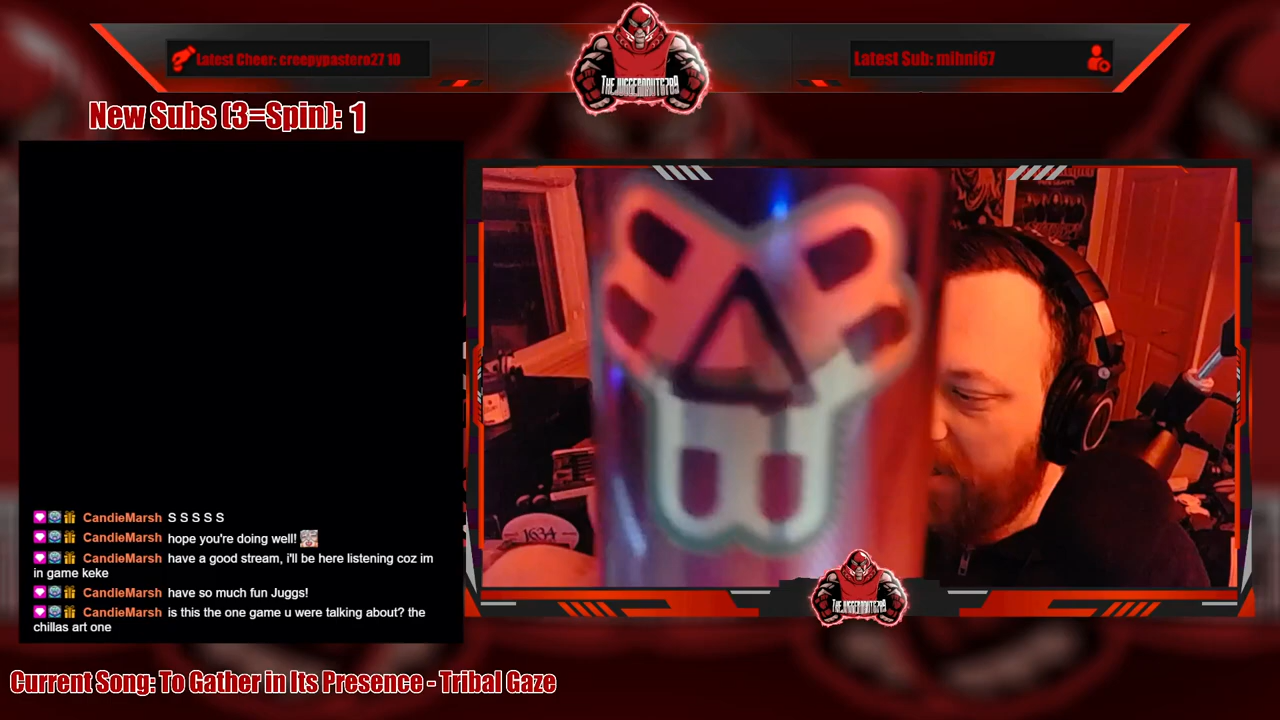 Latest Cheer: creepypastero27 10
THEJUGGERNAUT6789
Latest Sub: mihni67
New Subs (3=Spin): 1
1634
CandieMarsh S S S S S
CandieMarsh hope you're doing well!
CandieMarsh have a good stream, i'll be here listening coz im
in game keke
CandieMarsh have so much fun Juggs!
CandieMarsh is this the one game u were talking about? the
chillas art one
THEJUGGERNAUT6789
Current Song: To Gather in Its Presence - Tribal Gaze